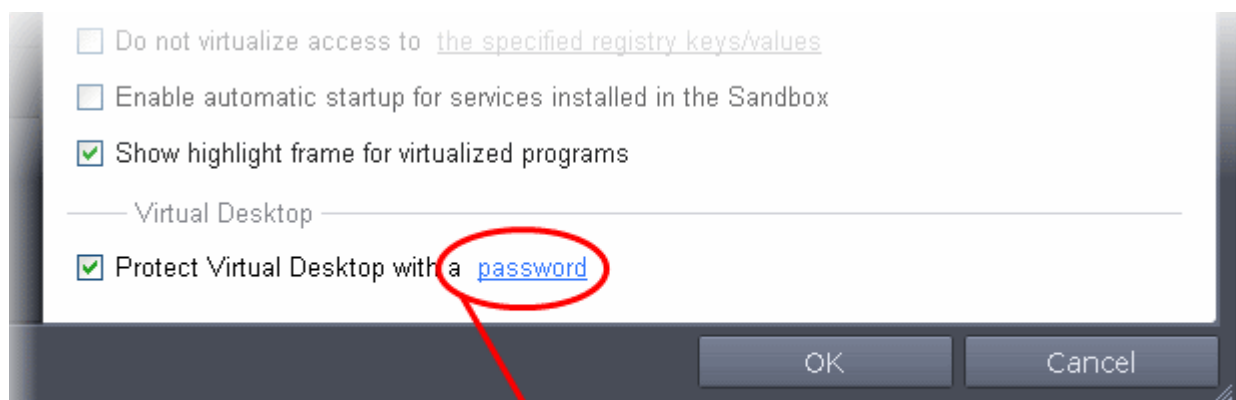 Do not virtualize access to the specified registry keys/values
Enable automatic startup for services installed in the Sandbox
Show highlight frame for virtualized programs
Virtual Desktop
Protect Virtual Desktop with a password
OK Cancel